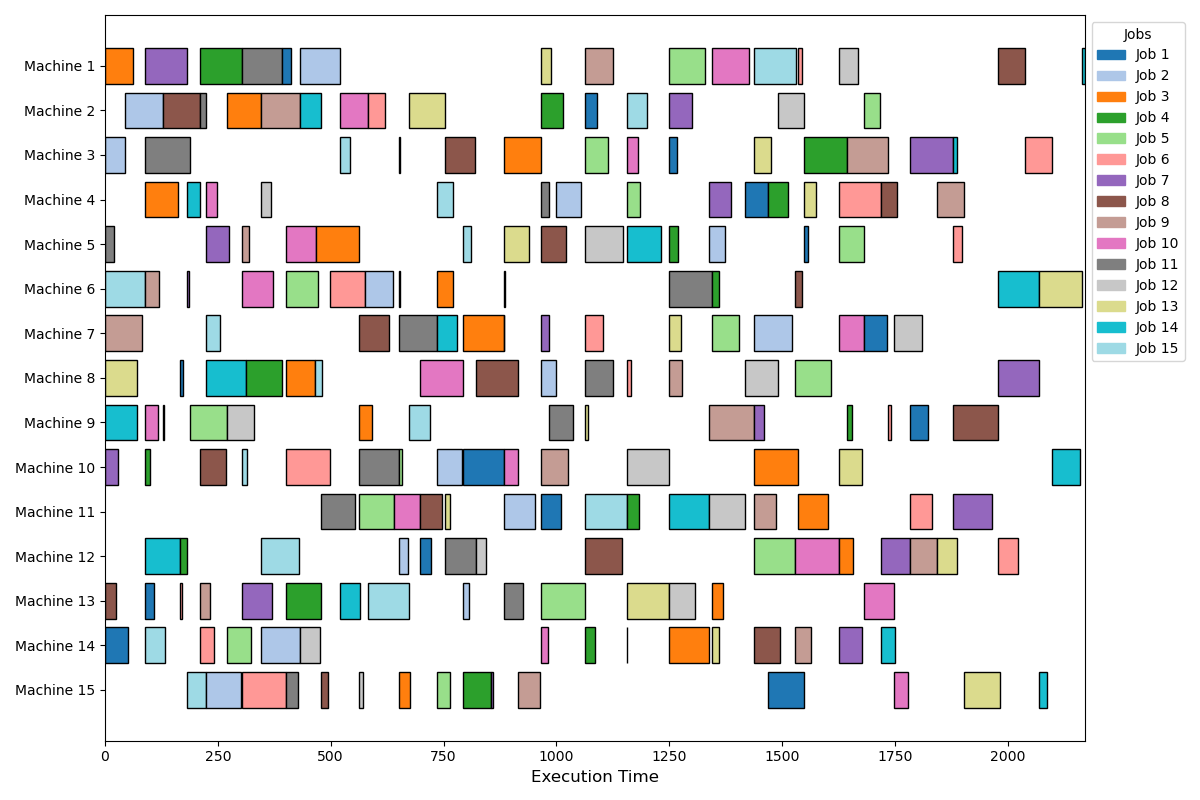 Machine 1
Machine 2
Machine 3
Machine 4
Machine 5
Machine 6
Machine 7
Machine 8
Machine 9
Machine 10
Machine 11
Machine 12
Machine 13
Machine 14
Machine 15
0 250 500 750 1000 1250 1500 1750 2000
Execution Time
Jobs
Job 1
Job 2
Job 3
Job 4
Job 5
Job 6
Job 7
Job 8
Job 9
Job 10
Job 11
Job 12
Job 13
Job 14
Job 15